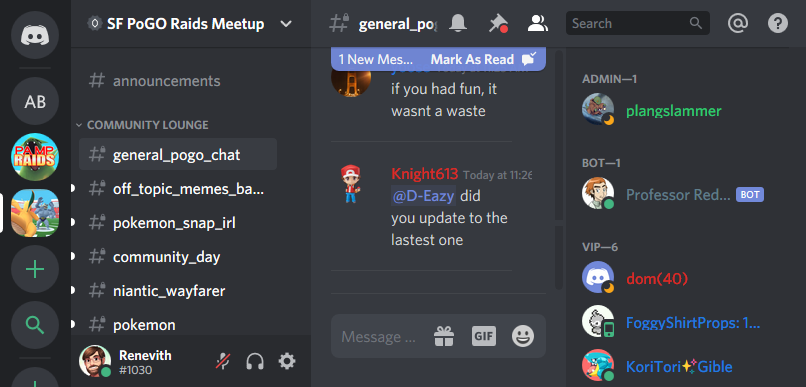 SF PoGO Raids Meetup
announcements
COMMUNITY LOUNGE
general_pogo_chat
off_topic_memes_ba...
pokemon_snap_irl
community_day
niantic_wayfarer
pokemon
Renevith
#1030
AB
PAMP
RAIDS
general_pog
Search
1 New Mes... Mark As Read
if you had fun, it
wasnt a waste
Knight613 Today at 11:26
@D-Eazy did
you update to the
lastest one
Message ...
GIF
ADMIN—1
plangslammer
BOT—1
Professor Red... BOT
VIP—6
dom(40)
FoggyShirtProps: 1...
KoriTori✨Gible